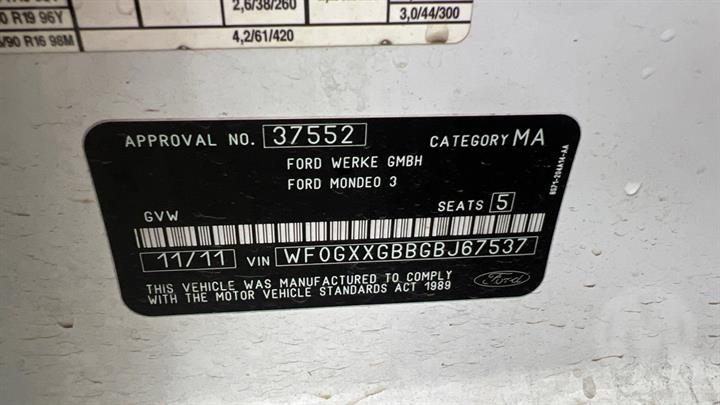 2,6/38/260
0 R19 96Y
3,0/44/300
/90 R16 98M
4,2/61/420
APPROVAL NO. 37552 CATEGORY MA
FORD WERKE GMBH
FORD MONDEO 3
GVW SEATS 5
11/11 VIN WF0GXXGBBGBJ67537
THIS VEHICLE WAS MANUFACTURED TO COMPLY
WITH THE MOTOR VEHICLE STANDARDS ACT 1989
Ford